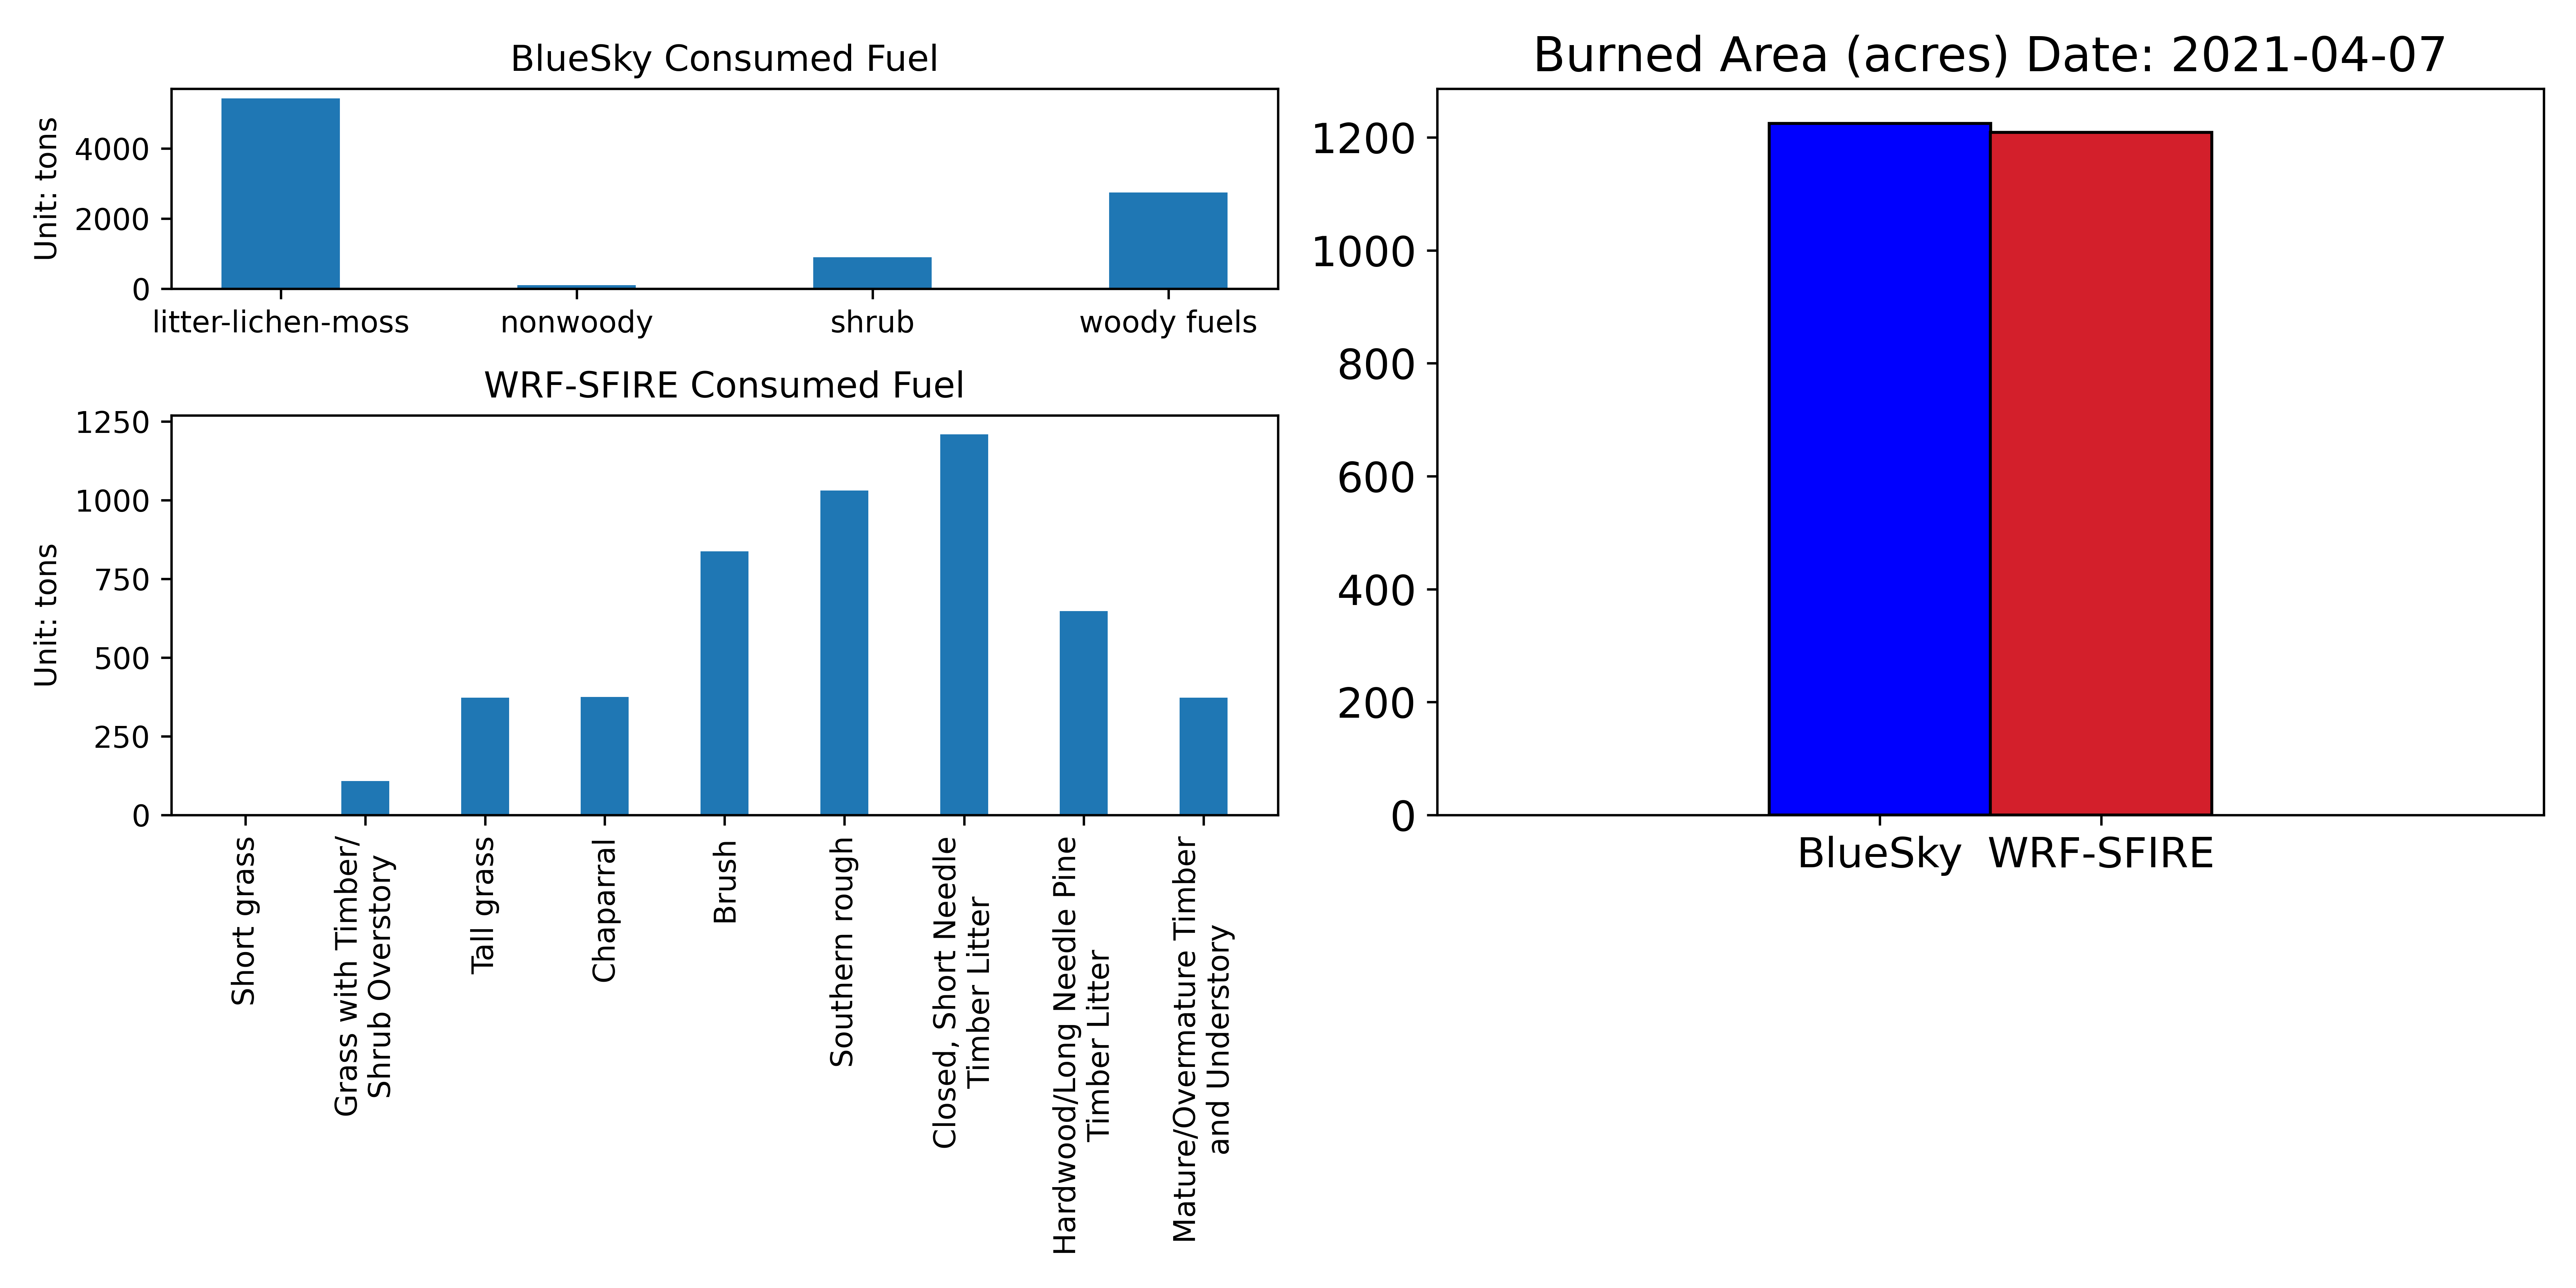 BlueSky Consumed Fuel
Unit: tons
4000
2000
0
litter-lichen-moss
nonwoody
shrub
woody fuels
WRF-SFIRE Consumed Fuel
Unit: tons
1250
1000
750
500
250
0
Short grass
Grass with Timber/
Shrub Overstory
Tall grass
Chaparral
Brush
Southern rough
Closed, Short Needle
Timber Litter
Hardwood/Long Needle Pine
Timber Litter
Mature/Overmature Timber
and Understory
Burned Area (acres) Date: 2021-04-07
1200
1000
800
600
400
200
0
BlueSky
WRF-SFIRE